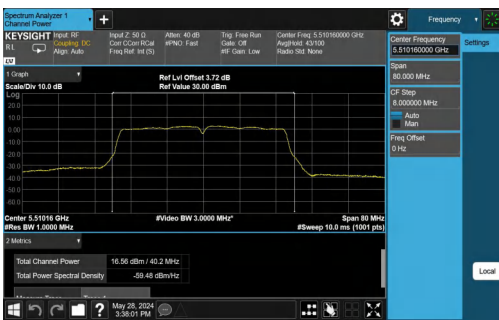 Spectrum Analyzer 1
Channel Power
Frequency
KEYSIGHT Input: RF
RL Coupling: DC
Align: Auto
Input Z: 50 Ω
Corr CCorr RCal
Freq Ref: Int (S)
Atten: 40 dB
#PNO: Fast
Trig: Free Run
Gate: Off
#IF Gain: Low
Center Freq: 5.510160000 GHz
Avg|Hold: 43/100
Radio Std: None
LW
Center Frequency
5.510160000 GHz
Settings
Span
80.000 MHz
CF Step
8.000000 MHz
Auto
Man
Freq Offset
0 Hz
1 Graph
Scale/Div 10.0 dB
Ref Lvl Offset 3.72 dB
Ref Value 30.00 dBm
Log
20.0
10.0
0.00
-10.0
-20.0
-30.0
-40.0
-50.0
-60.0
Center 5.51016 GHz
#Res BW 1.0000 MHz
#Video BW 3.0000 MHz*
Span 80 MHz
#Sweep 10.0 ms (1001 pts)
2 Metrics
Total Channel Power 16.56 dBm / 40.2 MHz
Total Power Spectral Density -59.48 dBm/Hz
Local
May 28, 2024
3:38:01 PM